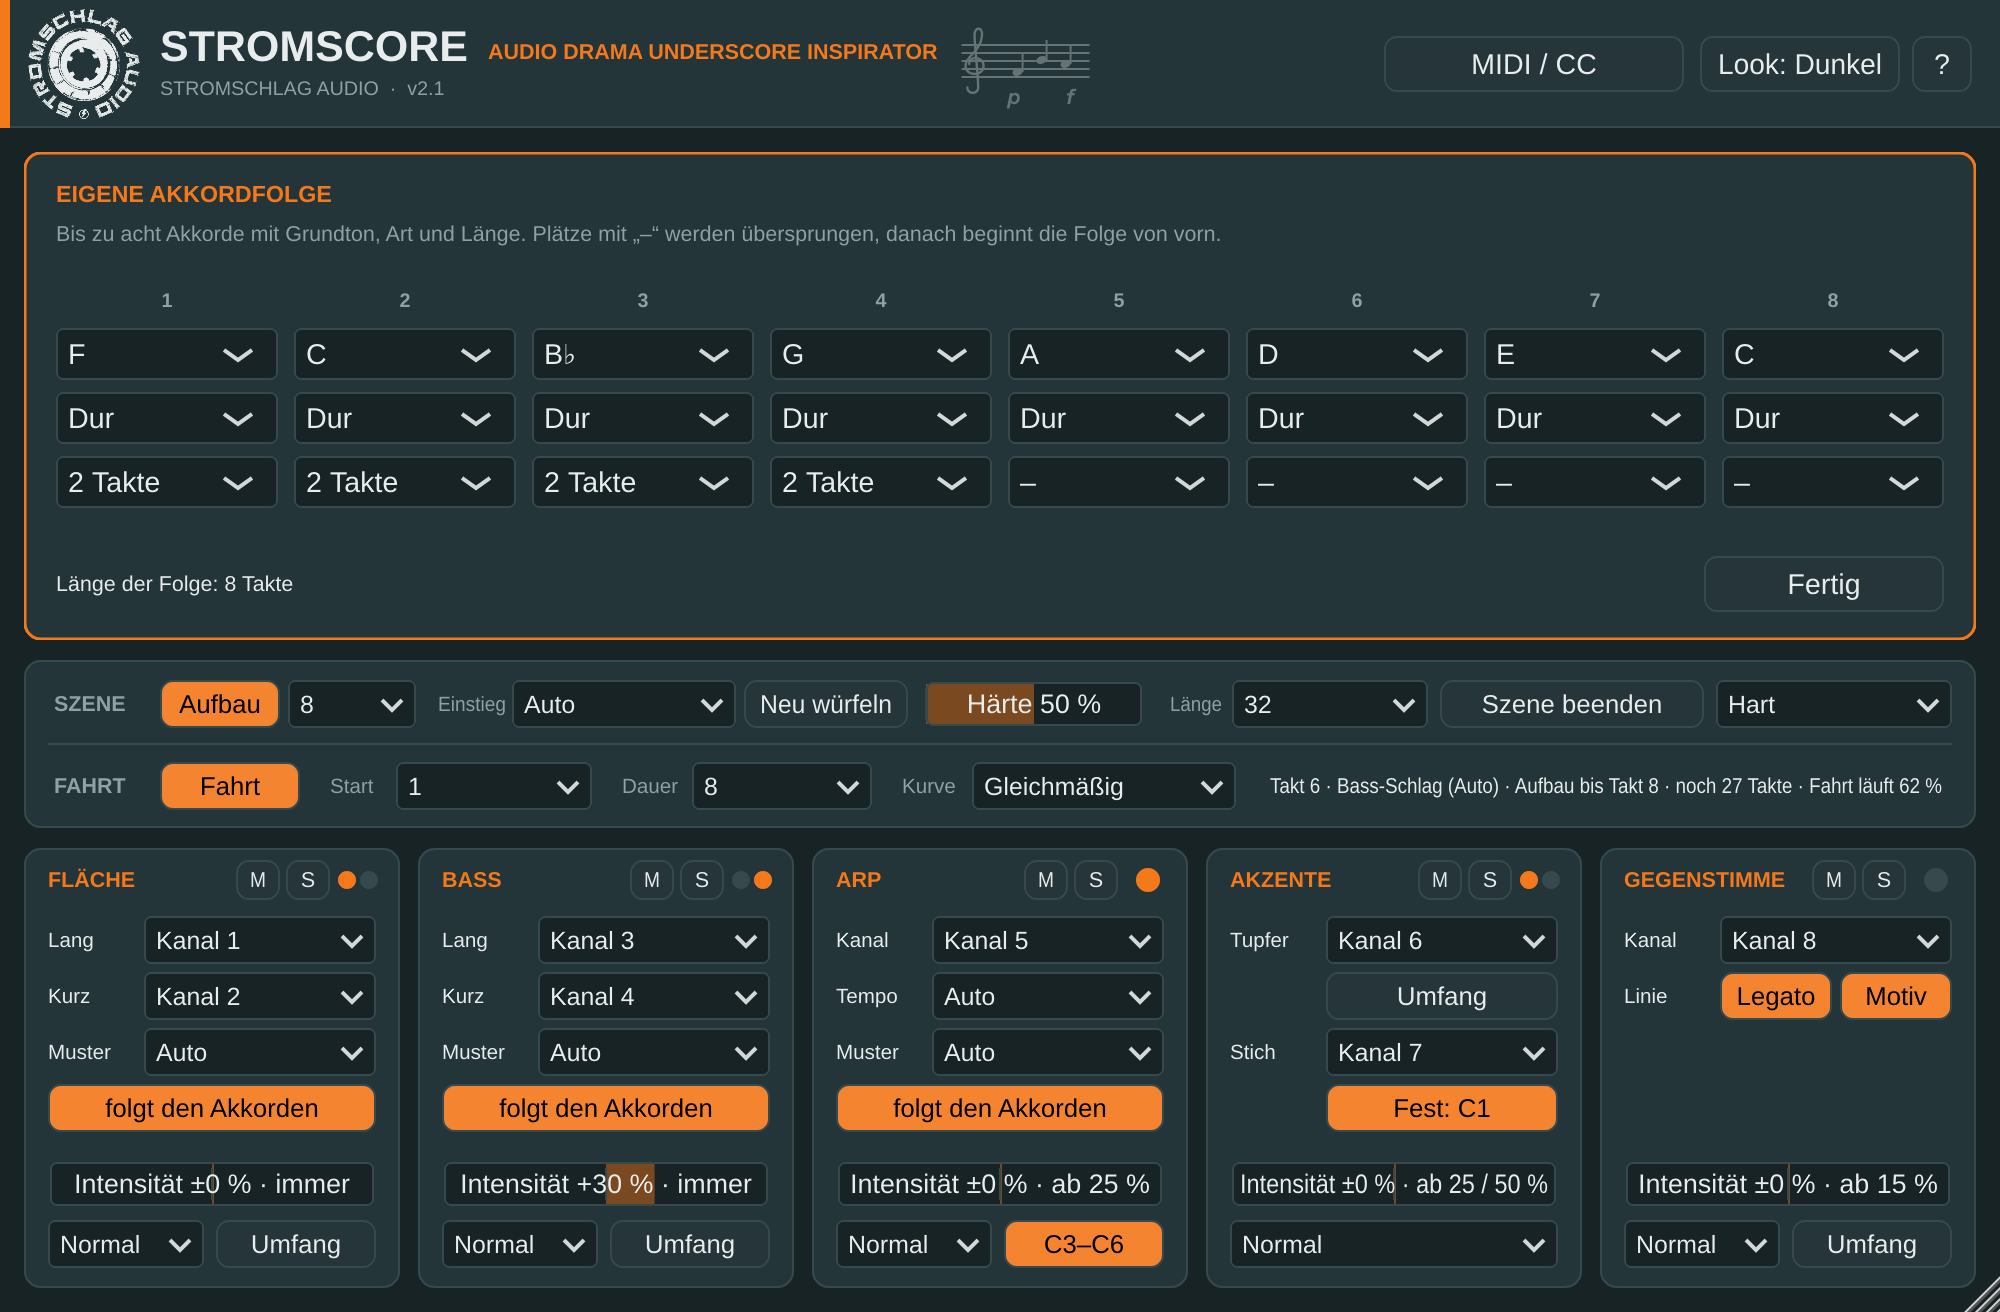 STROMSCHLAG AUDIO
STROMSCORE AUDIO DRAMA UNDERSCORE INSPIRATOR
STROMSCHLAG AUDIO · v2.1
p f
MIDI / CC Look: Dunkel ?
EIGENE AKKORDFOLGE
Bis zu acht Akkorde mit Grundton, Art und Länge. Plätze mit „–“ werden übersprungen, danach beginnt die Folge von vorn.
1 2 3 4 5 6 7 8
F C B♭ G A D E C
Dur Dur Dur Dur Dur Dur Dur Dur
2 Takte 2 Takte 2 Takte 2 Takte – – – –
Länge der Folge: 8 Takte Fertig
SZENE Aufbau 8 Einstieg Auto Neu würfeln Härte 50 % Länge 32 Szene beenden Hart
FAHRT Fahrt Start 1 Dauer 8 Kurve Gleichmäßig Takt 6 · Bass-Schlag (Auto) · Aufbau bis Takt 8 · noch 27 Takte · Fahrt läuft 62 %
FLÄCHE M S
Lang Kanal 1
Kurz Kanal 2
Muster Auto
folgt den Akkorden
Intensität ±0 % · immer
Normal Umfang
BASS M S
Lang Kanal 3
Kurz Kanal 4
Muster Auto
folgt den Akkorden
Intensität +30 % · immer
Normal Umfang
ARP M S
Kanal Kanal 5
Tempo Auto
Muster Auto
folgt den Akkorden
Intensität ±0 % · ab 25 %
Normal C3–C6
AKZENTE M S
Tupfer Kanal 6
Umfang
Stich Kanal 7
Fest: C1
Intensität ±0 % · ab 25 / 50 %
Normal
GEGENSTIMME M S
Kanal Kanal 8
Linie Legato Motiv
Intensität ±0 % · ab 15 %
Normal Umfang